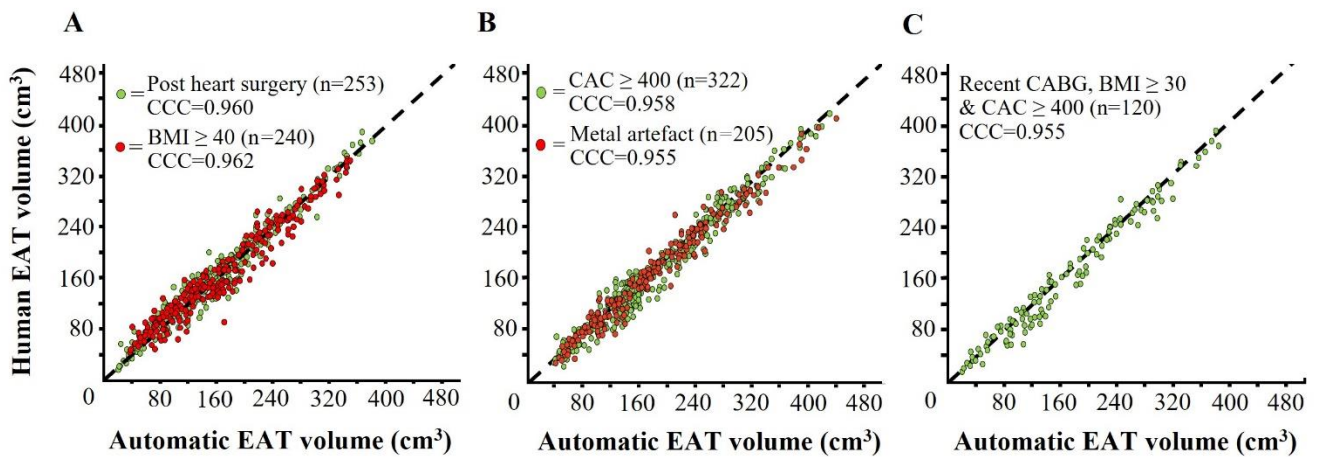 A
Human EAT volume (cm³)
480
400
320
240
160
80
0
80 160 240 320 400 480
Automatic EAT volume (cm³)
= Post heart surgery (n=253)
CCC=0.960
= BMI ≥ 40 (n=240)
CCC=0.962
B
480
400
320
240
160
80
0
80 160 240 320 400 480
Automatic EAT volume (cm³)
= CAC ≥ 400 (n=322)
CCC=0.958
= Metal artefact (n=205)
CCC=0.955
C
480
400
320
240
160
80
0
80 160 240 320 400 480
Automatic EAT volume (cm³)
Recent CABG, BMI ≥ 30
& CAC ≥ 400 (n=120)
CCC=0.955